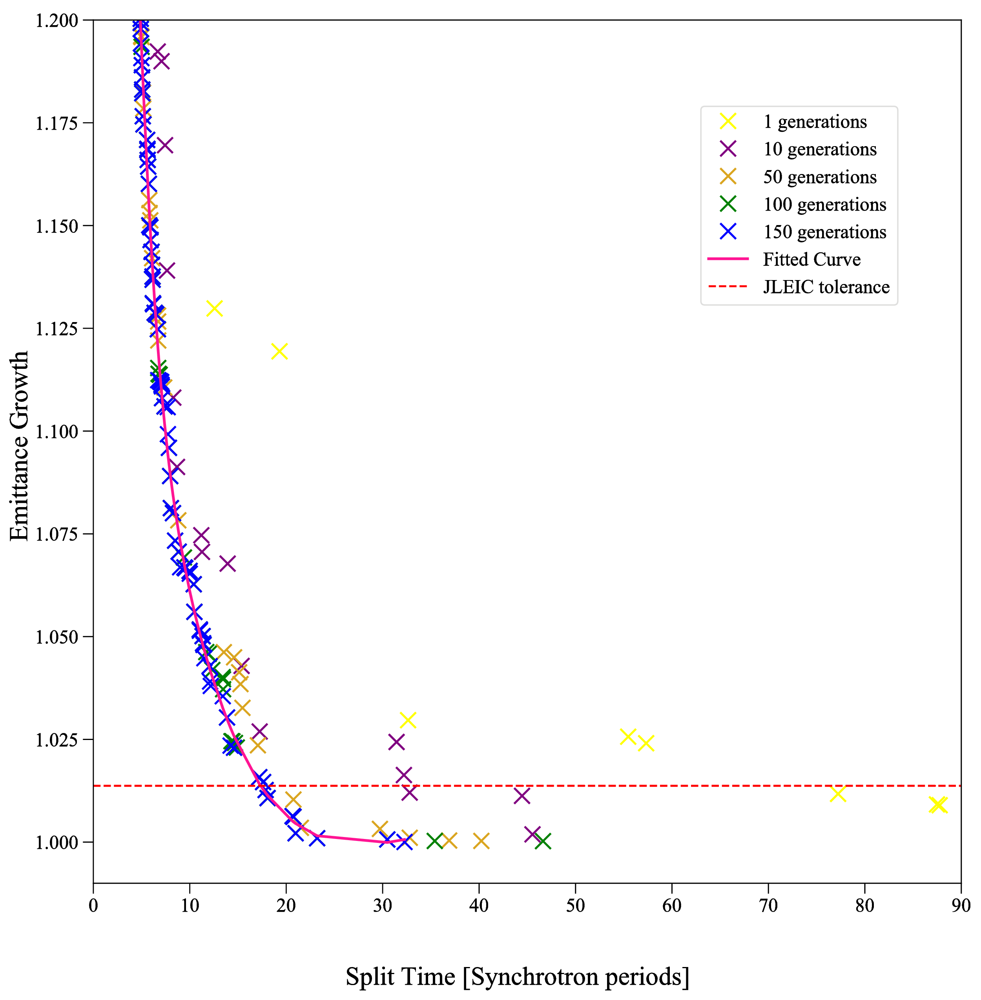 1.200
1.175
1.150
1.125
1.100
1.075
1.050
1.025
1.000
Emittance Growth
1 generations
10 generations
50 generations
100 generations
150 generations
Fitted Curve
JLEIC tolerance
0 10 20 30 40 50 60 70 80 90
Split Time [Synchrotron periods]